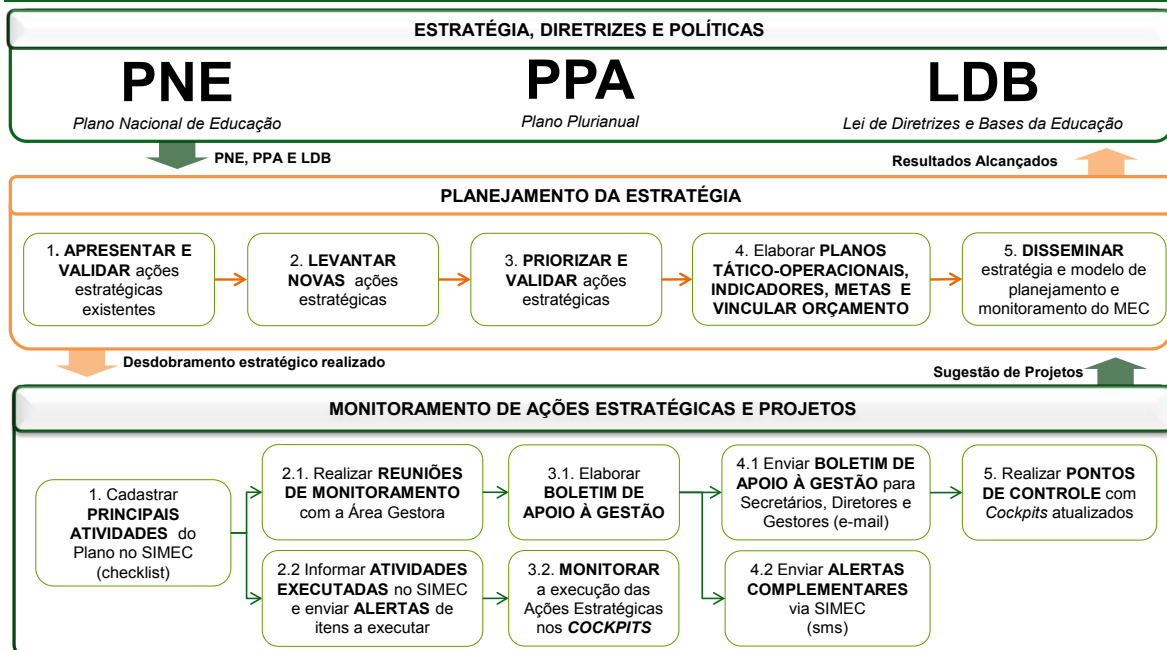 ESTRATÉGIA, DIRETRIZES E POLÍTICAS
PNE
Plano Nacional de Educação
PPA
Plano Plurianual
LDB
Lei de Diretrizes e Bases da Educação
PNE, PPA E LDB
Resultados Alcançados
PLANEJAMENTO DA ESTRATÉGIA
1. APRESENTAR E
VALIDAR ações
estratégicas
existentes
2. LEVANTAR
NOVAS ações
estratégicas
3. PRIORIZAR E
VALIDAR ações
estratégicas
4. Elaborar PLANOS
TÁTICO-OPERACIONAIS,
INDICADORES, METAS E
VINCULAR ORÇAMENTO
5. DISSEMINAR
estratégia e modelo de
planejamento e
monitoramento do MEC
Desdobramento estratégico realizado
Sugestão de Projetos
MONITORAMENTO DE AÇÕES ESTRATÉGICAS E PROJETOS
1. Cadastrar
PRINCIPAIS
ATIVIDADES do
Plano no SIMEC
(checklist)
2.1. Realizar REUNIÕES
DE MONITORAMENTO
com a Área Gestora
2.2 Informar ATIVIDADES
EXECUTADAS no SIMEC
e enviar ALERTAS de
itens a executar
3.1. Elaborar
BOLETIM DE
APOIO À GESTÃO
3.2. MONITORAR
a execução das
Ações Estratégicas
nos COCKPITS
4.1 Enviar BOLETIM DE
APOIO À GESTÃO para
Secretários, Diretores e
Gestores (e-mail)
4.2 Enviar ALERTAS
COMPLEMENTARES
via SIMEC
(sms)
5. Realizar PONTOS
DE CONTROLE com
Cockpits atualizados